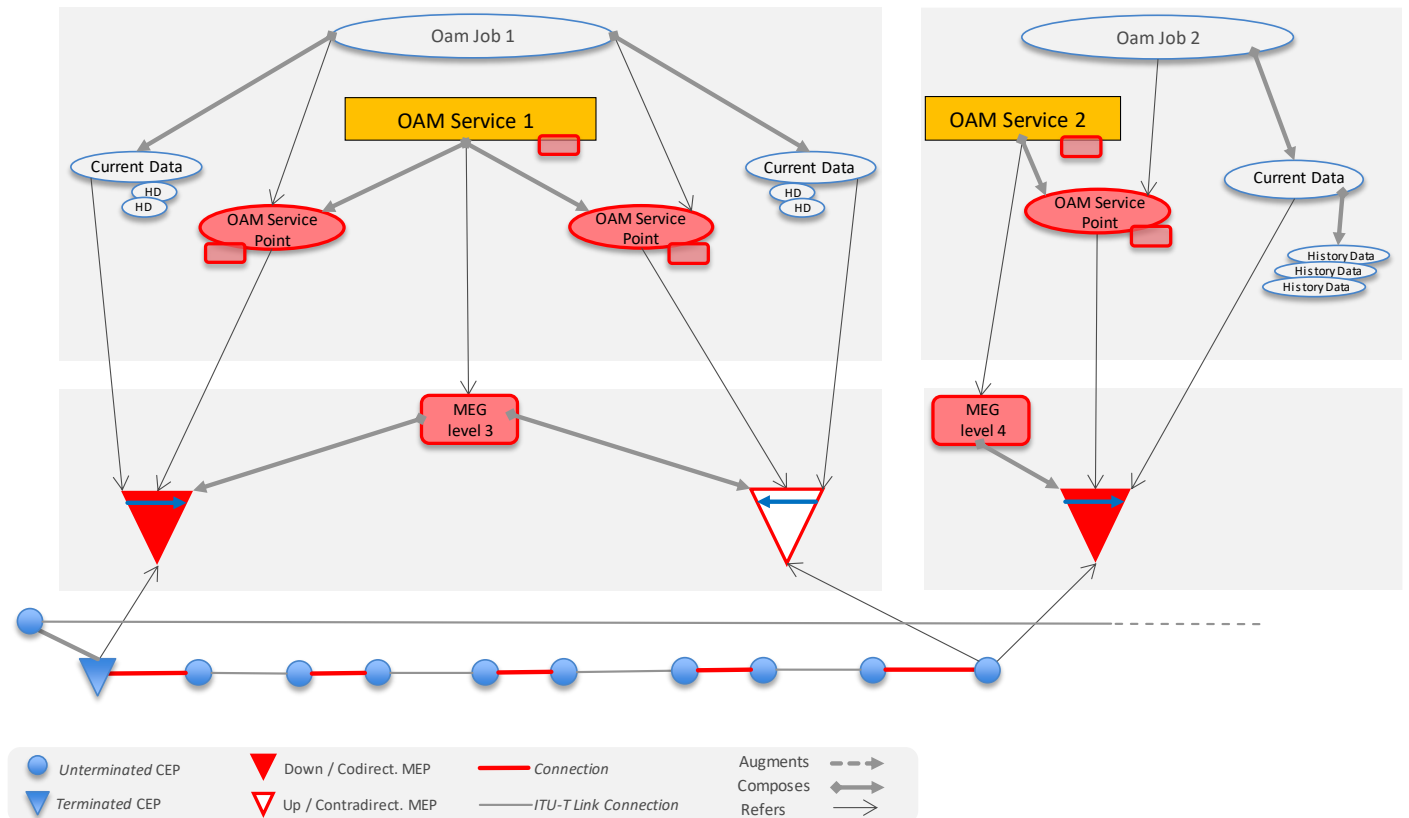 Oam Job 1
Oam Job 2
OAM Service 1
OAM Service 2
Current Data
HD
HD
Current Data
HD
HD
Current Data
OAM Service
Point
OAM Service
Point
OAM Service
Point
History Data
History Data
History Data
MEG
level 3
MEG
level 4
Unterminated CEP
Down / Codirect. MEP
Connection
Augments
Composes
Terminated CEP
Up / Contradirect. MEP
ITU-T Link Connection
Refers